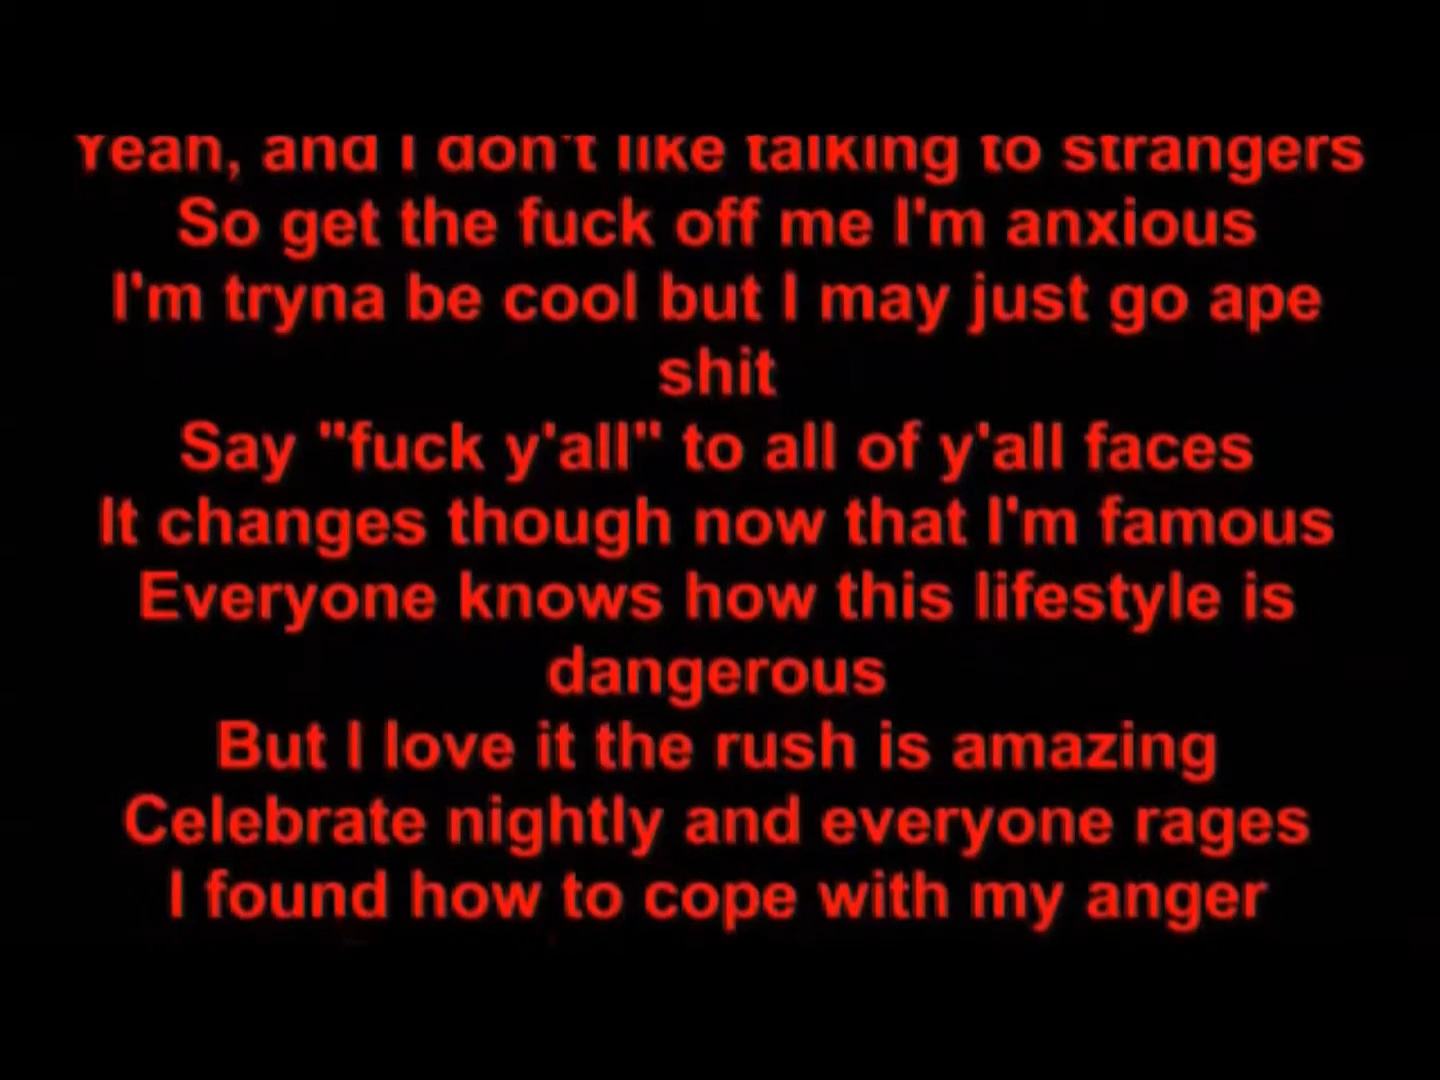 Yeah, and I don't like talking to strangers
So get the fuck off me I'm anxious
I'm tryna be cool but I may just go ape
shit
Say "fuck y'all" to all of y'all faces
It changes though now that I'm famous
Everyone knows how this lifestyle is
dangerous
But I love it the rush is amazing
Celebrate nightly and everyone rages
I found how to cope with my anger